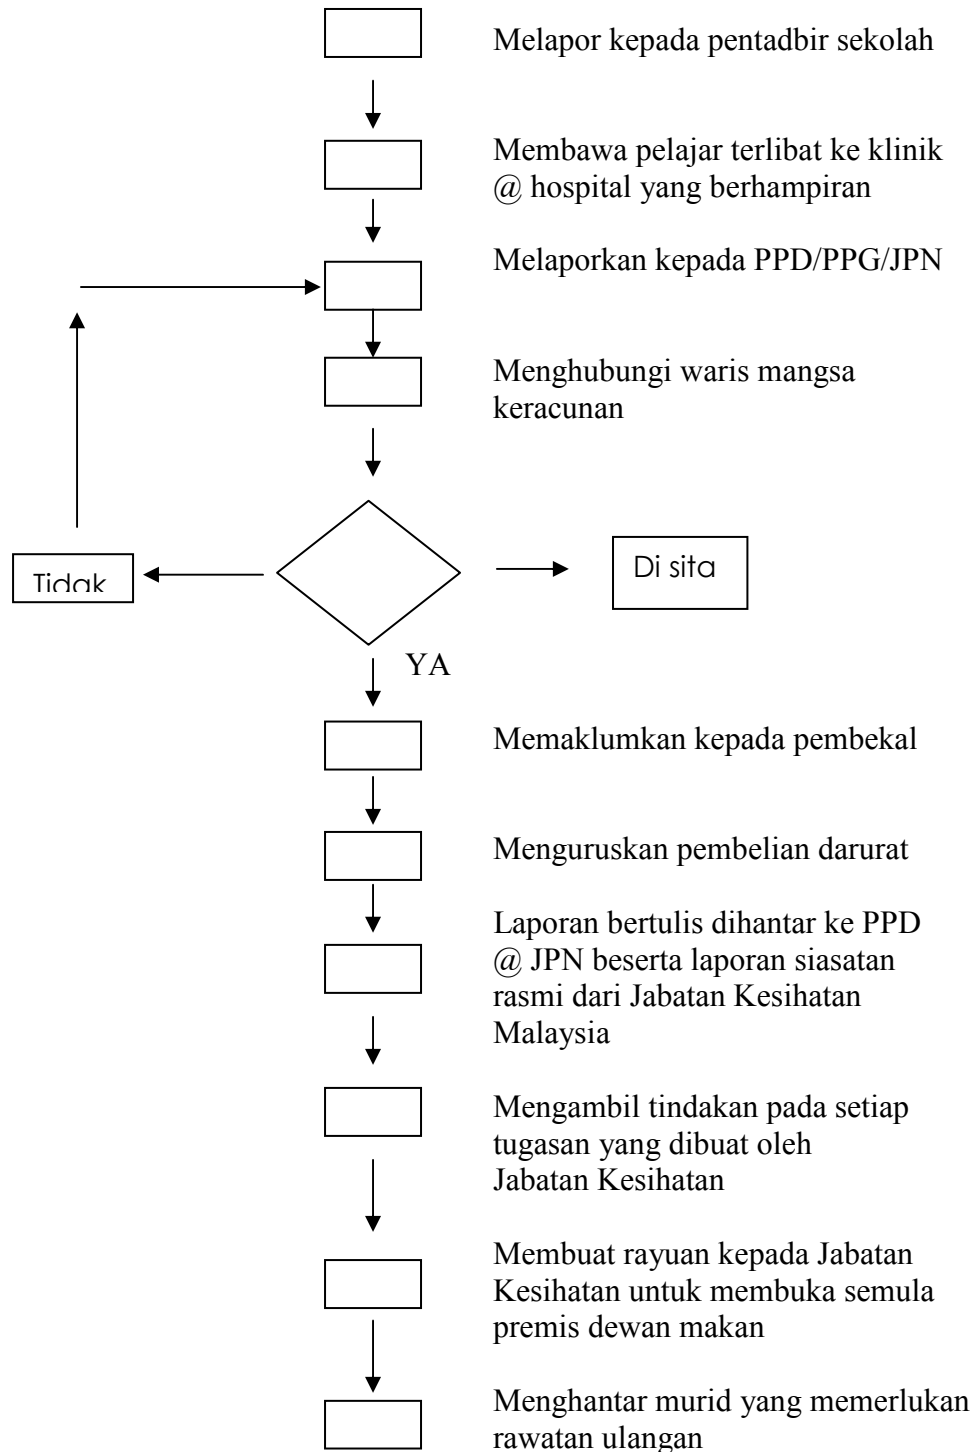 Melapor kepada pentadbir sekolah
Membawa pelajar terlibat ke klinik
@ hospital yang berhampiran
Melaporkan kepada PPD/PPG/JPN
Menghubungi waris mangsa
keracunan
Tidak
Di sita
YA
Memaklumkan kepada pembekal
Menguruskan pembelian darurat
Laporan bertulis dihantar ke PPD
@ JPN beserta laporan siasatan
rasmi dari Jabatan Kesihatan
Malaysia
Mengambil tindakan pada setiap
tugasan yang dibuat oleh
Jabatan Kesihatan
Membuat rayuan kepada Jabatan
Kesihatan untuk membuka semula
premis dewan makan
Menghantar murid yang memerlukan
rawatan ulangan